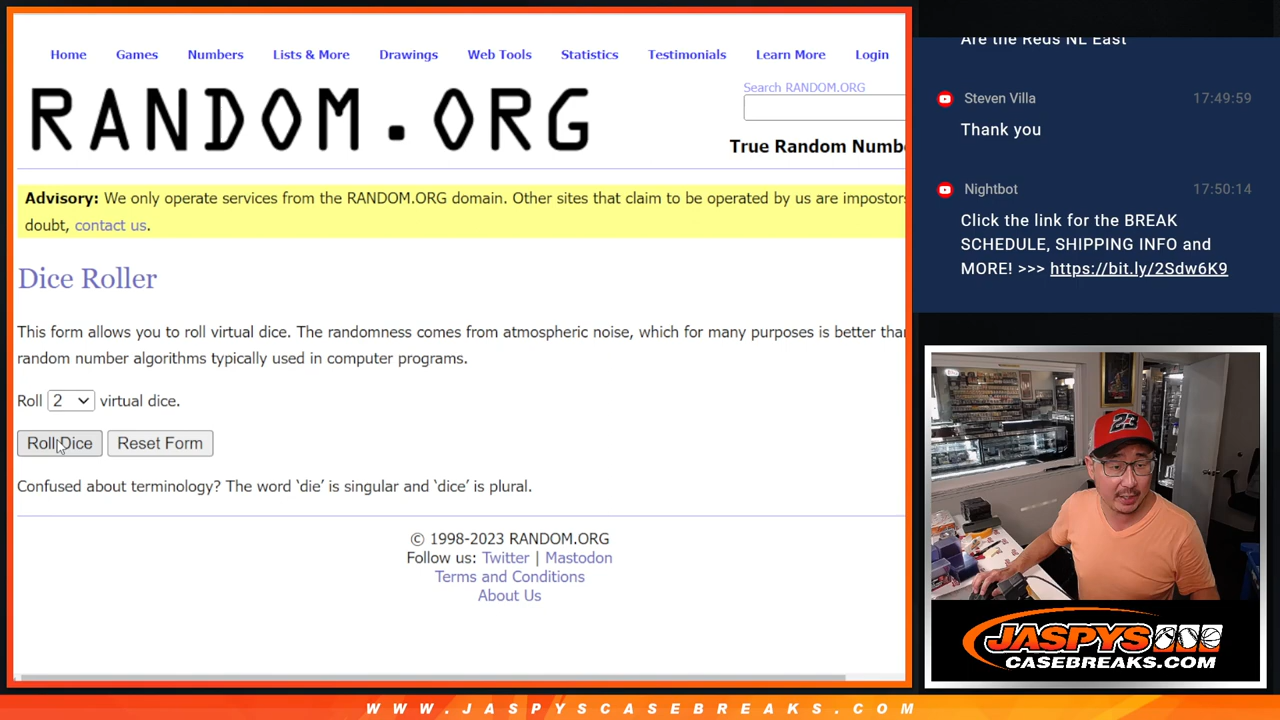 Home Games Numbers Lists & More Drawings Web Tools Statistics Testimonials Learn More Login
RANDOM.ORG
Search RANDOM.ORG
True Random Numbe
Advisory: We only operate services from the RANDOM.ORG domain. Other sites that claim to be operated by us are impostors
doubt, contact us.
Dice Roller
This form allows you to roll virtual dice. The randomness comes from atmospheric noise, which for many purposes is better than
random number algorithms typically used in computer programs.
Roll 2 virtual dice.
Roll Dice Reset Form
Confused about terminology? The word ‘die’ is singular and ‘dice’ is plural.
© 1998-2023 RANDOM.ORG
Follow us: Twitter | Mastodon
Terms and Conditions
About Us
Are the Reds NL East
Steven Villa 17:49:59
Thank you
Nightbot 17:50:14
Click the link for the BREAK
SCHEDULE, SHIPPING INFO and
MORE! >>> https://bit.ly/2Sdw6K9
23
JASPYS
CASEBREAKS.COM
WWW.JASPYSCASEBREAKS.COM